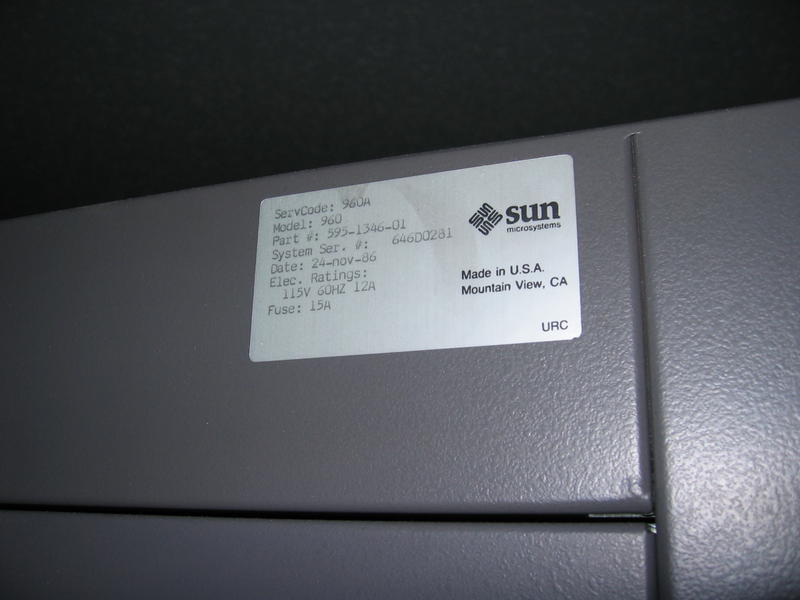 ServCode: 960A
Model: 960
Part #: 595-1346-01
System Ser. #: 646D0281
Date: 24-nov-86
Elec. Ratings:
115V 60HZ 12A
Fuse: 15A
sun
microsystems
Made in U.S.A.
Mountain View, CA
URC